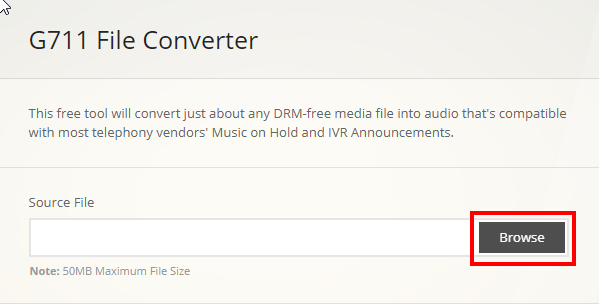 G711 File Converter
This free tool will convert just about any DRM-free media file into audio that's compatible
with most telephony vendors' Music on Hold and IVR Announcements.
Source File
Browse
Note: 50MB Maximum File Size